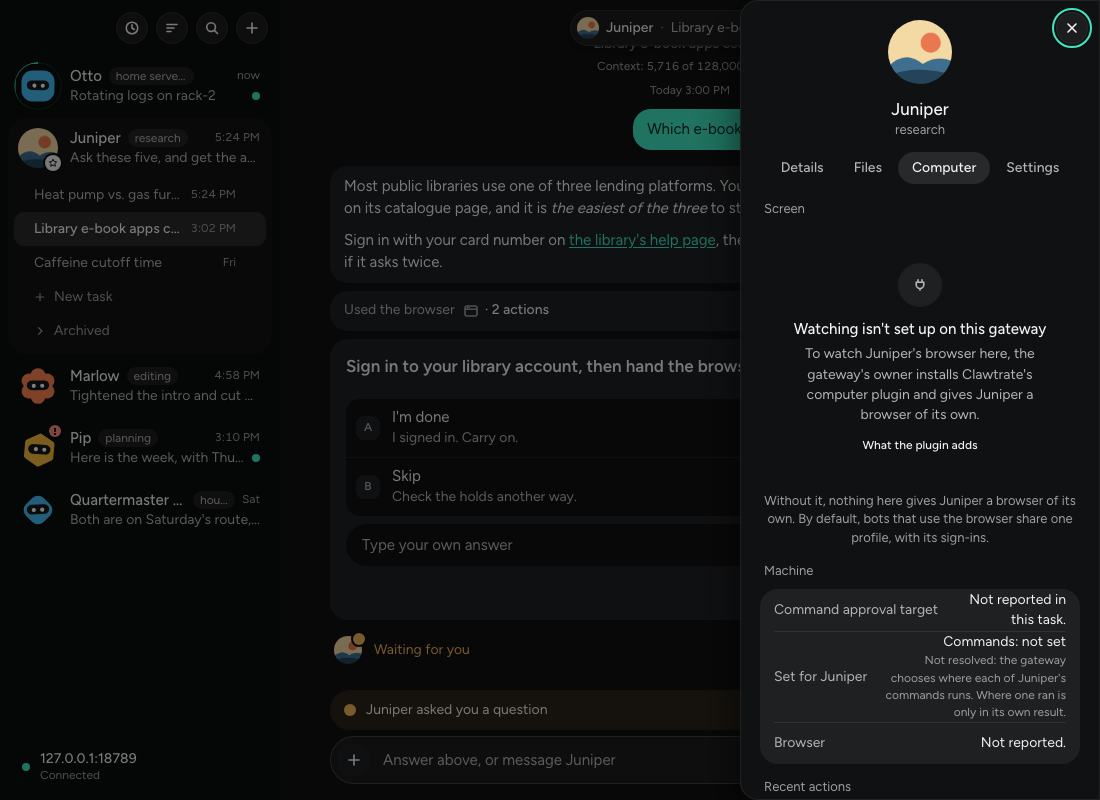 Otto home serve... now
Rotating logs on rack-2
Juniper research 5:24 PM
Ask these five, and get the a...
Heat pump vs. gas fur... 5:24 PM
Library e-book apps c... 3:02 PM
Caffeine cutoff time Fri
New task
Archived
Marlow editing 4:58 PM
Tightened the intro and cut ...
Pip planning 3:10 PM
Here is the week, with Thu...
Quartermaster ... hou... Sat
Both are on Saturday's route,...
127.0.0.1:18789
Connected
Juniper · Library e-b
Context: 5,716 of 128,000
Today 3:00 PM
Which e-book
Most public libraries use one of three lending platforms. You
on its catalogue page, and it is the easiest of the three to st
Sign in with your card number on the library's help page, the
if it asks twice.
Used the browser · 2 actions
Sign in to your library account, then hand the brows
A I'm done
I signed in. Carry on.
B Skip
Check the holds another way.
Type your own answer
Waiting for you
Juniper asked you a question
Answer above, or message Juniper
Juniper
research
Details Files Computer Settings
Screen
Watching isn't set up on this gateway
To watch Juniper's browser here, the
gateway's owner installs Clawtrate's
computer plugin and gives Juniper a
browser of its own.
What the plugin adds
Without it, nothing here gives Juniper a browser of its
own. By default, bots that use the browser share one
profile, with its sign-ins.
Machine
Command approval target Not reported in
this task.
Set for Juniper Commands: not set
Not resolved: the gateway
chooses where each of Juniper's
commands runs. Where one ran is
only in its own result.
Browser Not reported.
Recent actions